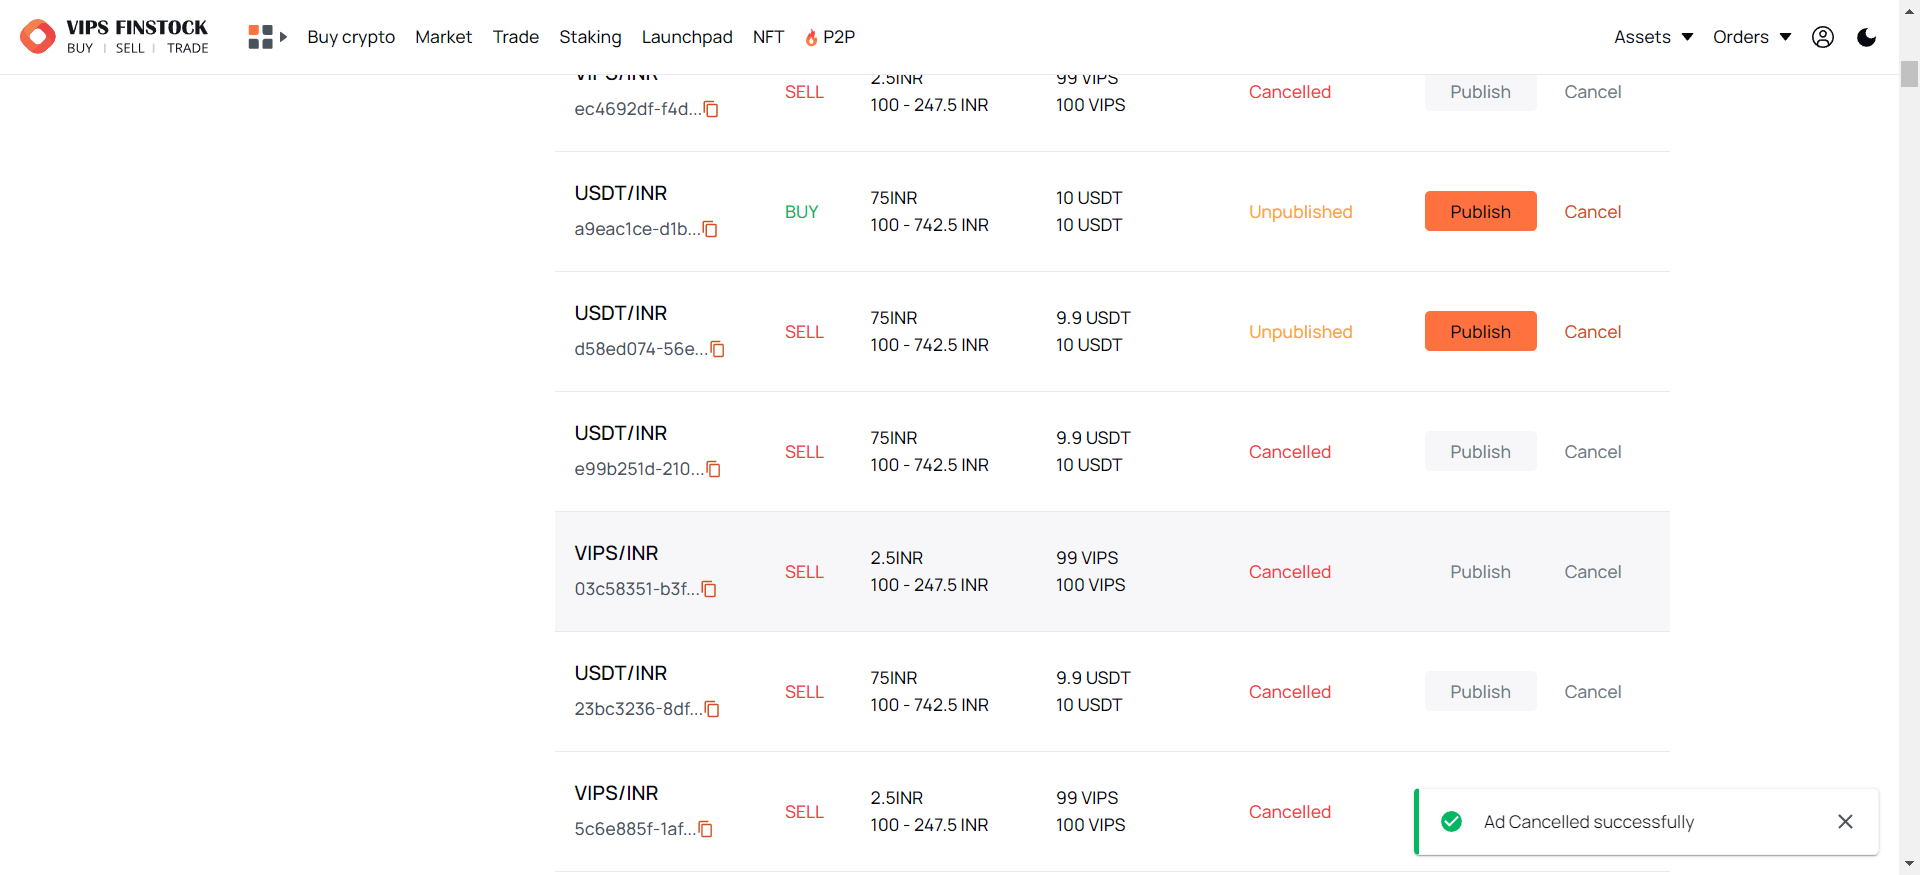 VIPS FINSTOCK
BUY | SELL | TRADE
Buy crypto Market Trade Staking Launchpad NFT P2P
Assets Orders
VIPS/INR
ec4692df-f4d...
SELL
2.5INR
100 - 247.5 INR
99 VIPS
100 VIPS
Cancelled
Publish
Cancel
USDT/INR
a9eac1ce-d1b...
BUY
75INR
100 - 742.5 INR
10 USDT
10 USDT
Unpublished
Publish
Cancel
USDT/INR
d58ed074-56e...
SELL
75INR
100 - 742.5 INR
9.9 USDT
10 USDT
Unpublished
Publish
Cancel
USDT/INR
e99b251d-210...
SELL
75INR
100 - 742.5 INR
9.9 USDT
10 USDT
Cancelled
Publish
Cancel
VIPS/INR
03c58351-b3f...
SELL
2.5INR
100 - 247.5 INR
99 VIPS
100 VIPS
Cancelled
Publish
Cancel
USDT/INR
23bc3236-8df...
SELL
75INR
100 - 742.5 INR
9.9 USDT
10 USDT
Cancelled
Publish
Cancel
VIPS/INR
5c6e885f-1af...
SELL
2.5INR
100 - 247.5 INR
99 VIPS
100 VIPS
Cancelled
Ad Cancelled successfully